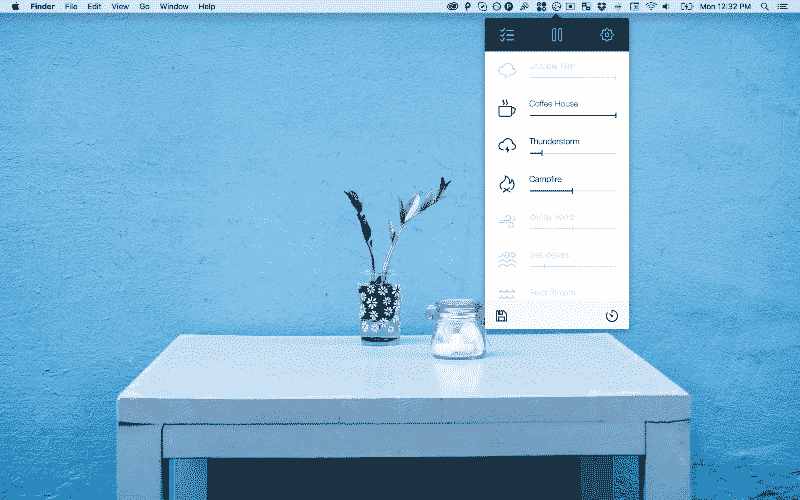 Finder File Edit View Go Window Help Mon 12:32 PM
October Rain
Coffee House
Thunderstorm
Campfire
Winter Wind
Sea Waves
River Stream